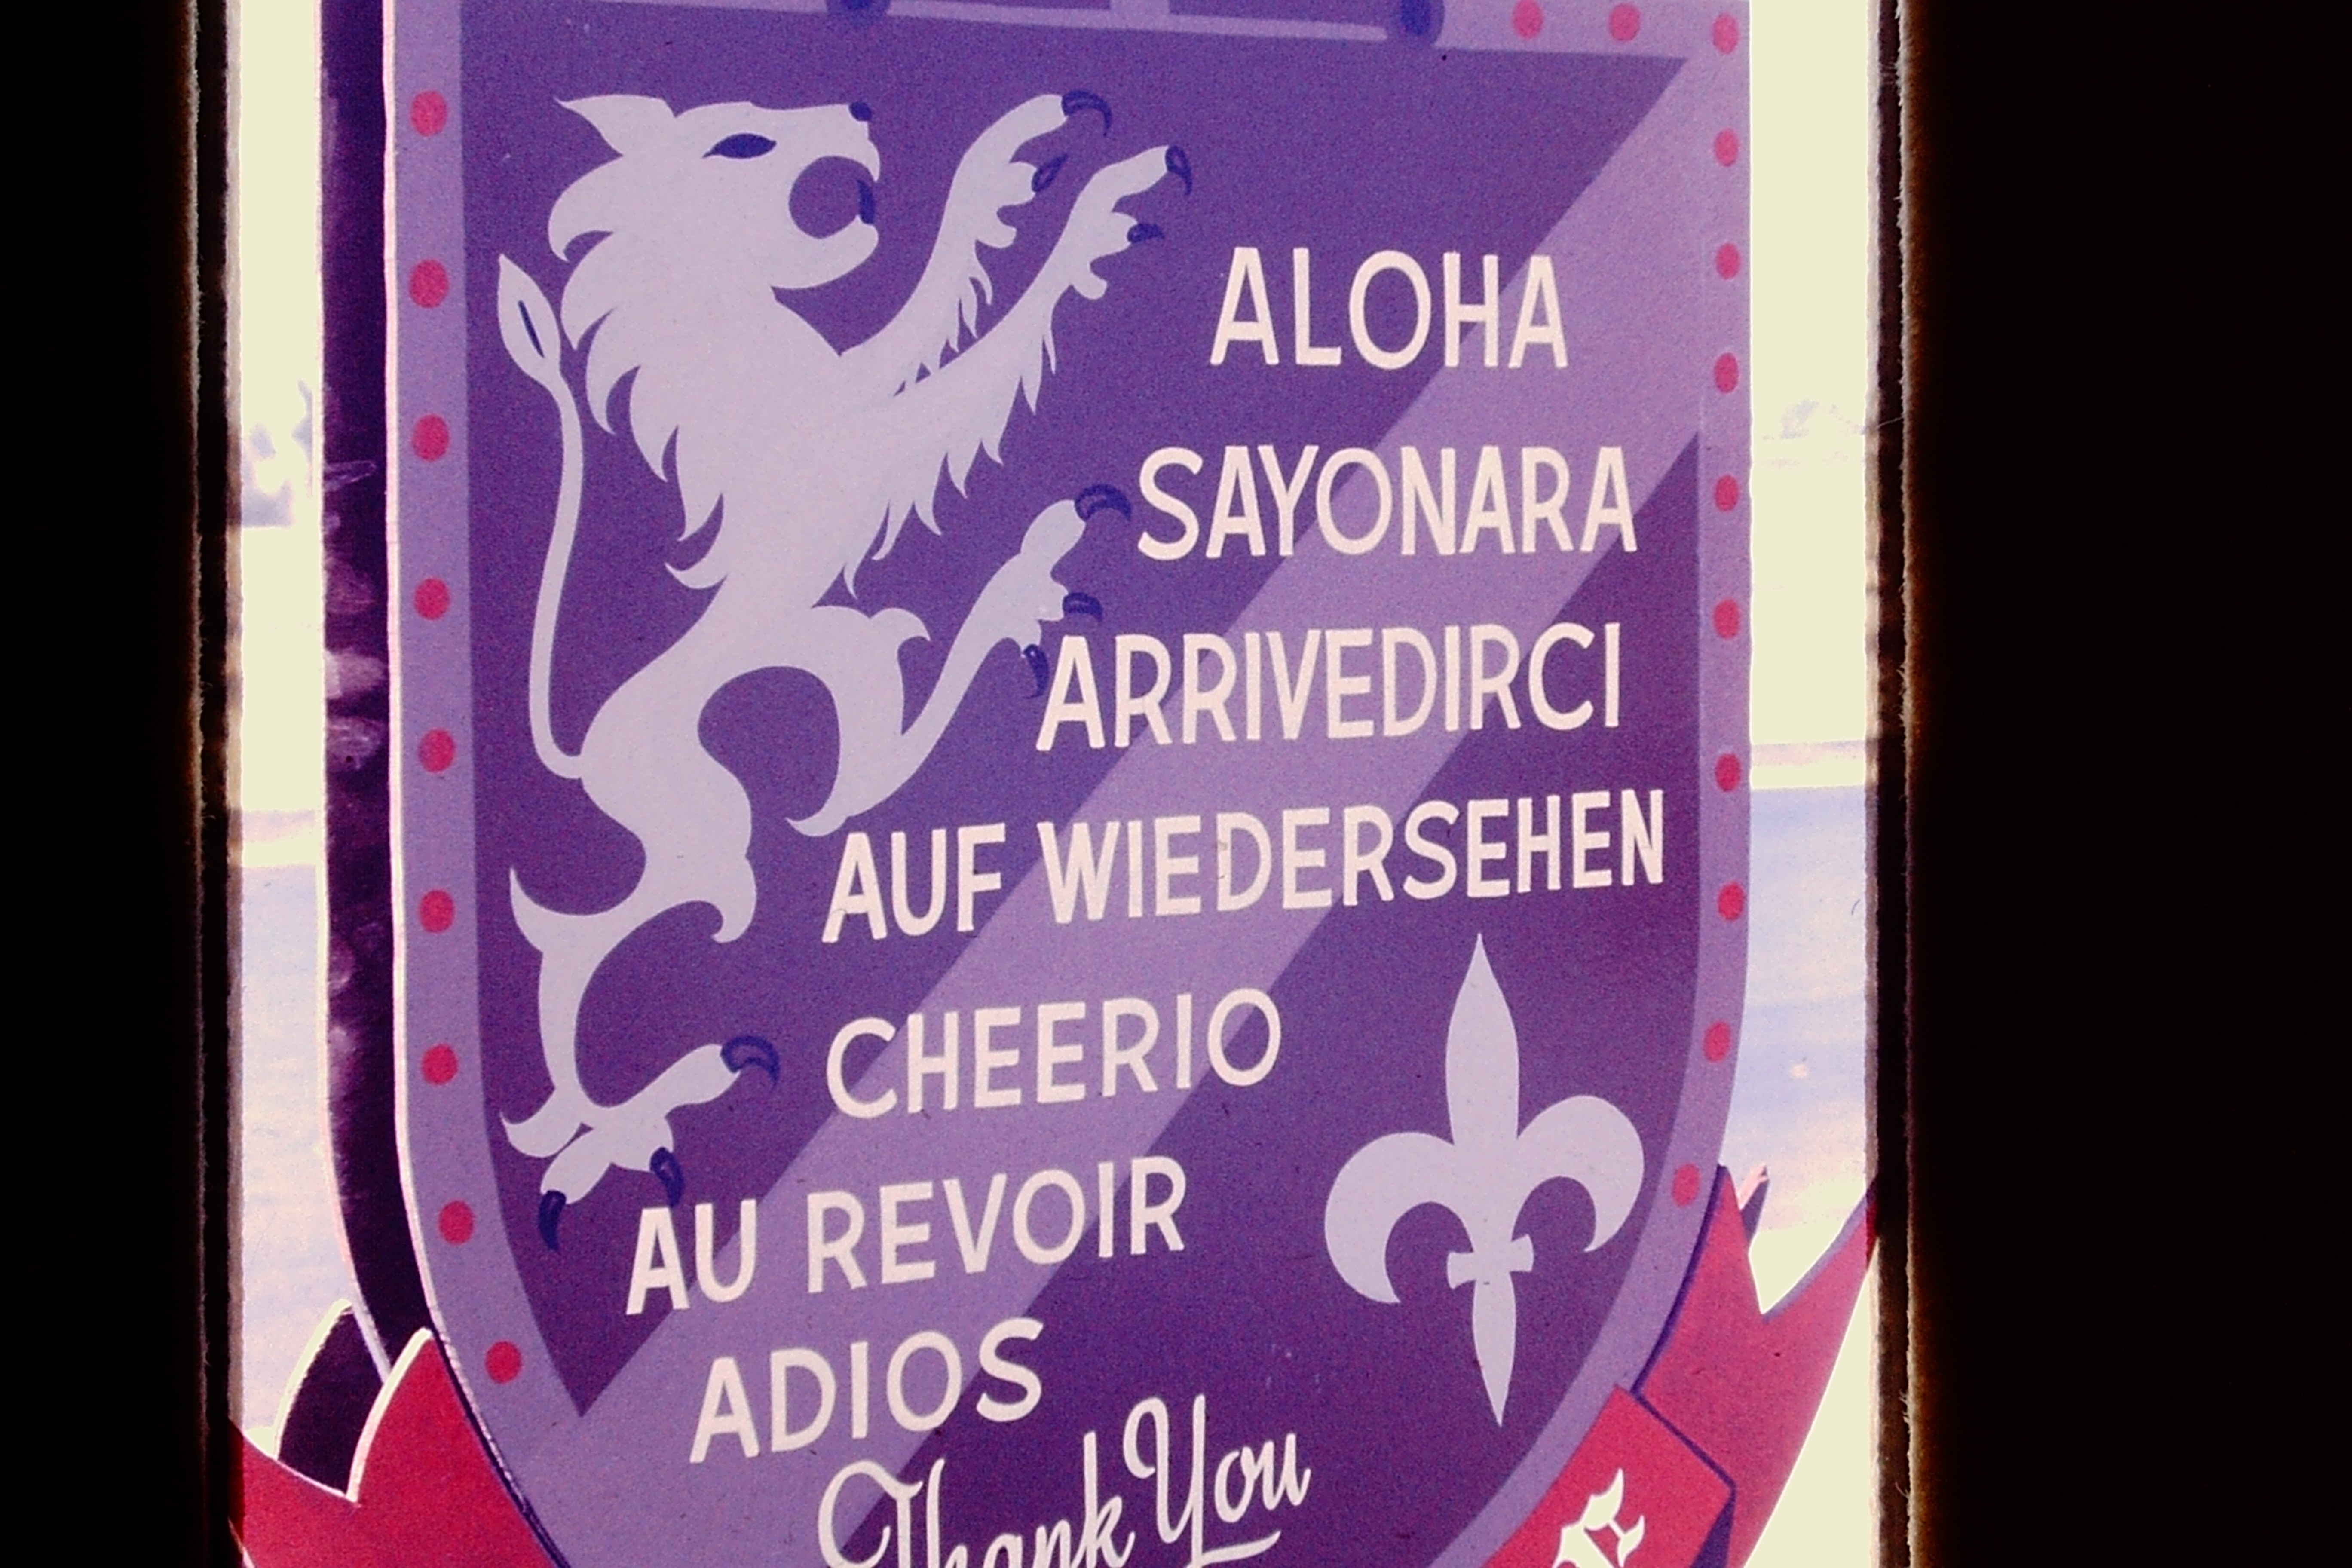 ALOHA
SAYONARA
ARRIVEDIRCI
AUF WIEDERSEHEN
CHEERIO
AU REVOIR
ADIOS
Thank You